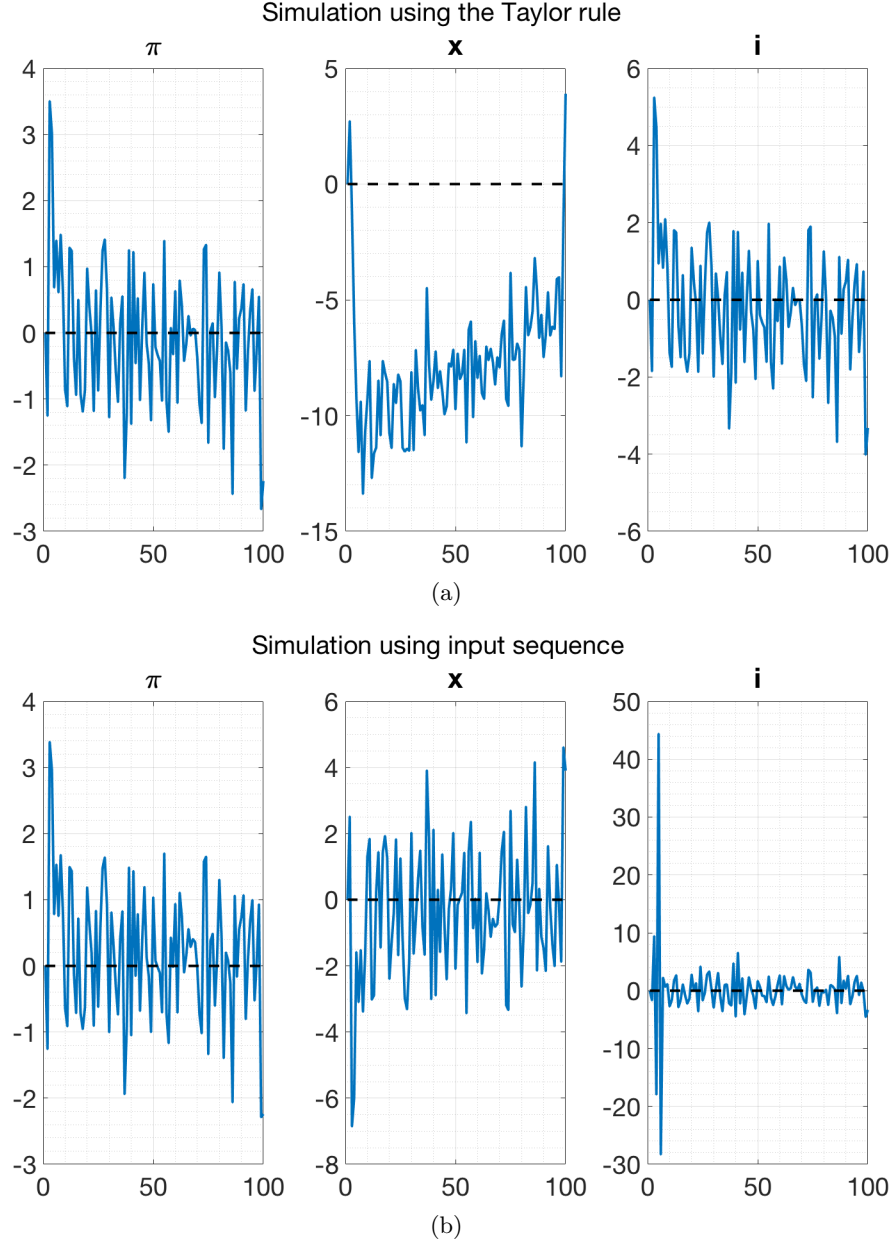 Simulation using the Taylor rule
π x i
4 5 6
3 4
2 0 2
1
0 -5 0
-1 -10 -2
-2 -4
-3 -15 -6
0 50 100 0 50 100 0 50 100
(a)
Simulation using input sequence
π x i
4 6 50
3 4 40
2 2 30
1 0 20
0 -2 10
-1 -4 0
-2 -6 -10
-3 -8 -20
-30
0 50 100 0 50 100 0 50 100
(b)